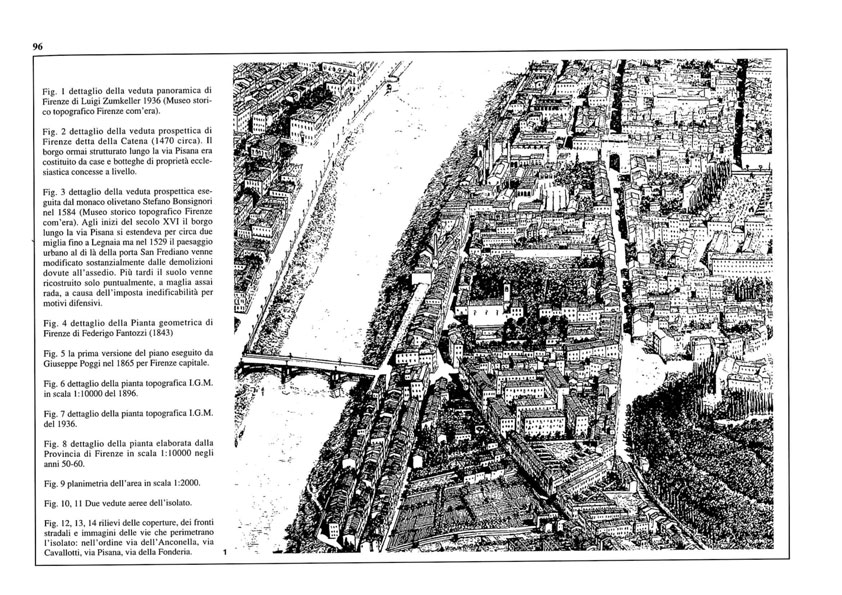 96
Fig. 1 dettaglio della veduta panoramica di
Firenze di Luigi Zumkeller 1936 (Museo stori-
co topografico Firenze com'era).
Fig. 2 dettaglio della veduta prospettica di
Firenze detta della Catena (1470 circa). Il
borgo ormai strutturato lungo la via Pisana era
costituito da case e botteghe di proprietà eccle-
siastica concesse a livello.
Fig. 3 dettaglio della veduta prospettica ese-
guita dal monaco olivetano Stefano Bonsignori
nel 1584 (Museo storico topografico Firenze
com'era). Agli inizi del secolo XVI il borgo
lungo la via Pisana si estendeva per circa due
miglia fino a Legnaia ma nel 1529 il paesaggio
urbano al di là della porta San Frediano venne
modificato sostanzialmente dalle demolizioni
dovute all'assedio. Più tardi il suolo venne
ricostruito solo puntualmente, a maglia assai
rada, a causa dell'imposta inedificabilità per
motivi difensivi.
Fig. 4 dettaglio della Pianta geometrica di
Firenze di Federigo Fantozzi (1843)
Fig. 5 la prima versione del piano eseguito da
Giuseppe Poggi nel 1865 per Firenze capitale.
Fig. 6 dettaglio della pianta topografica I.G.M.
in scala 1:10000 del 1896.
Fig. 7 dettaglio della pianta topografica I.G.M.
del 1936.
Fig. 8 dettaglio della pianta elaborata dalla
Provincia di Firenze in scala 1:10000 negli
anni 50-60.
Fig. 9 planimetria dell'area in scala 1:2000.
Fig. 10, 11 Due vedute aeree dell'isolato.
Fig. 12, 13, 14 rilievi delle coperture, dei fronti
stradali e immagini delle vie che perimetrano
l'isolato: nell'ordine via dell'Anconella, via
Cavallotti, via Pisana, via della Fonderia.
1